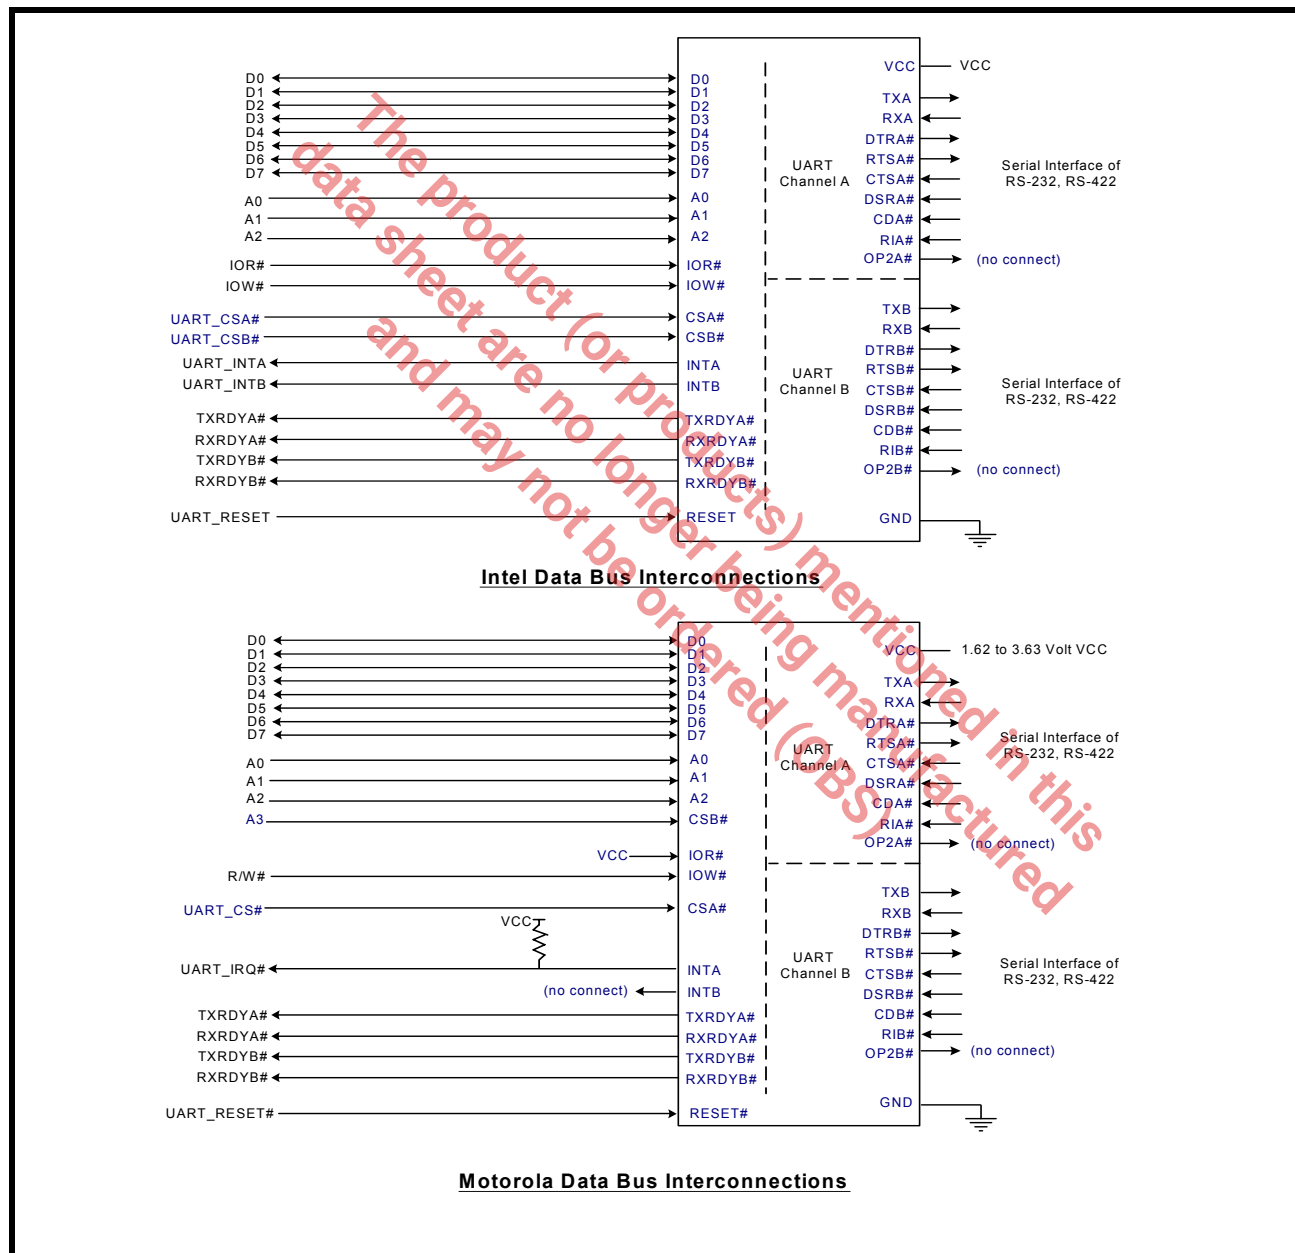 D0 D0 VCC VCC
D1 D1
D2 D2
D3 D3 TXA
D4 D4 RXA
D5 D5 DTRA#
D6 D6 UART RTSA# Serial Interface of
D7 D7 Channel A CTSA# RS-232, RS-422
A0 A0 DSRA#
A1 A1 CDA#
A2 A2 RIA#
IOR# IOR# OP2A# (no connect)
IOW# IOW#
UART_CSA# CSA# TXB
UART_CSB# CSB# RXB
UART_INTA INTA DTRB#
UART_INTB INTB UART RTSB# Serial Interface of
Channel B CTSB# RS-232, RS-422
TXRDYA# TXRDYA# DSRB#
RXRDYA# RXRDYA# CDB#
TXRDYB# TXRDYB# RIB#
RXRDYB# RXRDYB# OP2B# (no connect)
UART_RESET RESET GND
Intel Data Bus Interconnections
D0 D0 VCC 1.62 to 3.63 Volt VCC
D1 D1
D2 D2
D3 D3 TXA
D4 D4 RXA
D5 D5
D6 D6 DTRA#
D7 D7 UART RTSA# Serial Interface of
A0 A0 Channel A CTSA# RS-232, RS-422
A1 A1 DSRA#
A2 A2 CDA#
A3 CSB# RIA#
VCC IOR# OP2A# (no connect)
R/W# IOW#
UART_CS# CSA# TXB
VCC RXB
DTRB#
UART RTSB# Serial Interface of
UART_IRQ# INTA Channel B CTSB# RS-232, RS-422
(no connect) INTB DSRB#
TXRDYA# TXRDYA# CDB#
RXRDYA# RXRDYA# RIB#
TXRDYB# TXRDYB# OP2B# (no connect)
RXRDYB# RXRDYB#
UART_RESET# RESET# GND
Motorola Data Bus Interconnections
The product (or products) mentioned in this
data sheet are no longer being manufactured
and may not be ordered (OBS)